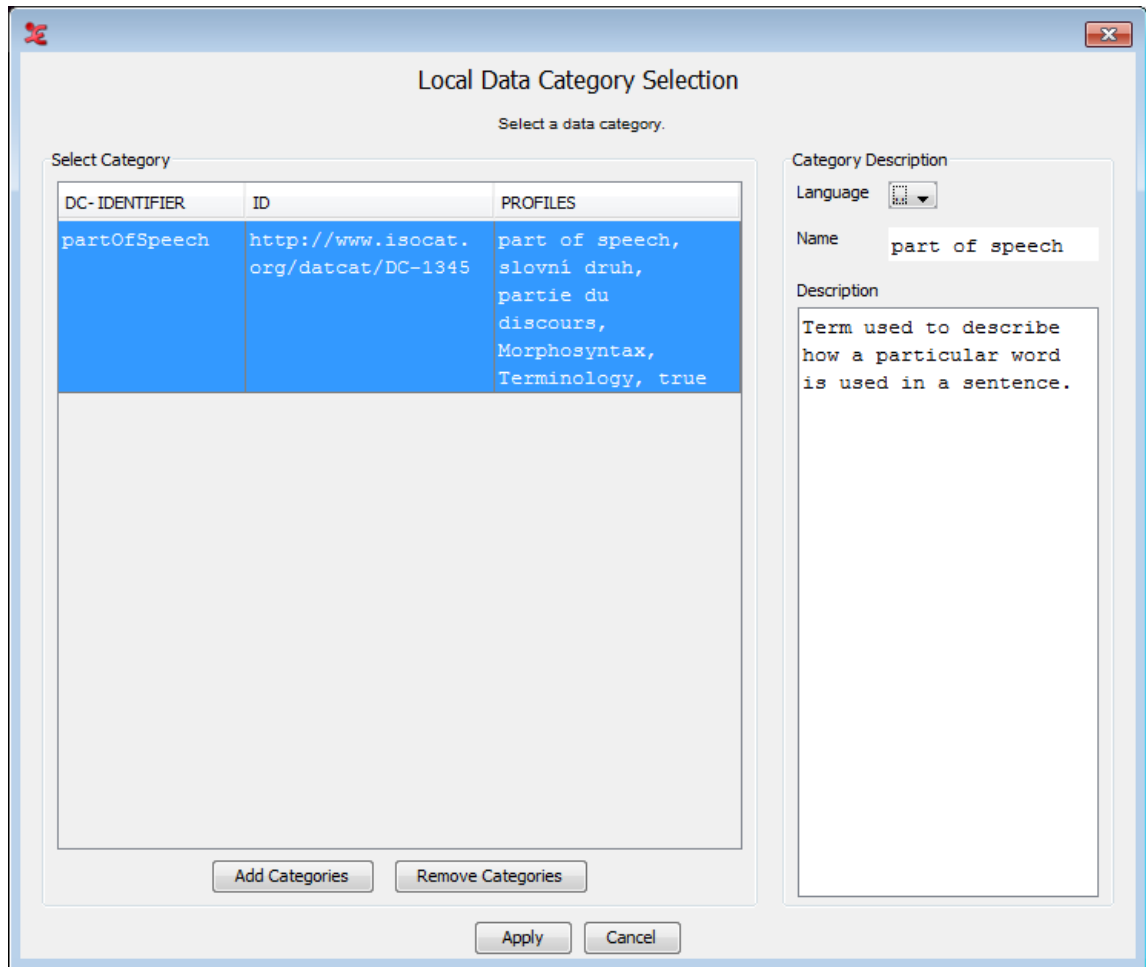 Local Data Category Selection
Select a data category.
Select Category
DC- IDENTIFIER ID PROFILES
partOfSpeech http://www.isocat. part of speech,
org/datcat/DC-1345 slovní druh,
partie du
discours,
Morphosyntax,
Terminology, true
Add Categories Remove Categories
Category Description
Language
Name part of speech
Description
Term used to describe
how a particular word
is used in a sentence.
Apply Cancel